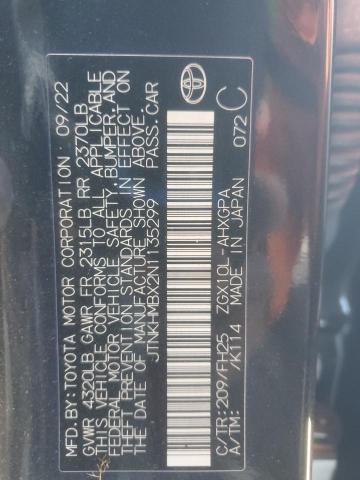 MFD.BY:TOYOTA MOTOR CORPORATION 09/22
GVWR 4320LB GAWR FR 2315LB RR 2370LB
THIS VEHICLE CONFORMS TO ALL APPLICABLE
FEDERAL MOTOR VEHICLE SAFETY, BUMPER, AND
THEFT PREVENTION STANDARDS IN EFFECT ON
THE DATE OF MANUFACTURE SHOWN ABOVE.
JTNKHMBX2N1135299 PASS.CAR
TOYOTA
C/TR:209/FH25 ZGX10L-AHXGPA
A/TM: /K114 MADE IN JAPAN 072
C